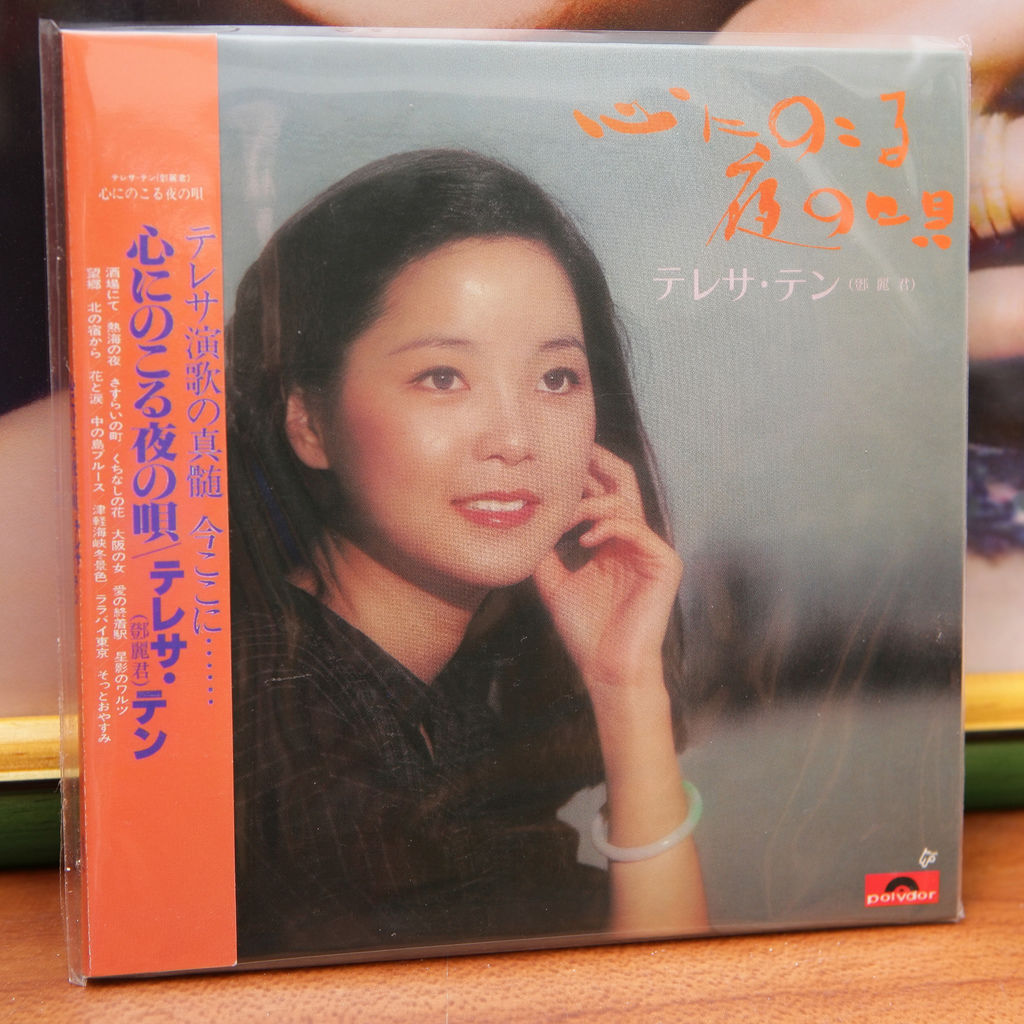 テレサ・テン(鄧麗君)
心にのこる夜の唄
テレサ演歌の真髄 今ここに‥‥‥
心にのこる夜の唄/テレサ・テン
(鄧麗君)
酒場にて/熱海の夜/さすらいの町/くちなしの花/大阪の女/愛の終着駅/星影のワルツ
望郷/北の宿から/花と涙/中の島ブルース/津軽海峡冬景色/ララバイ東京/そっとおやすみ
心にのこる
夜の唄
テレサ・テン(鄧麗君)
polydor